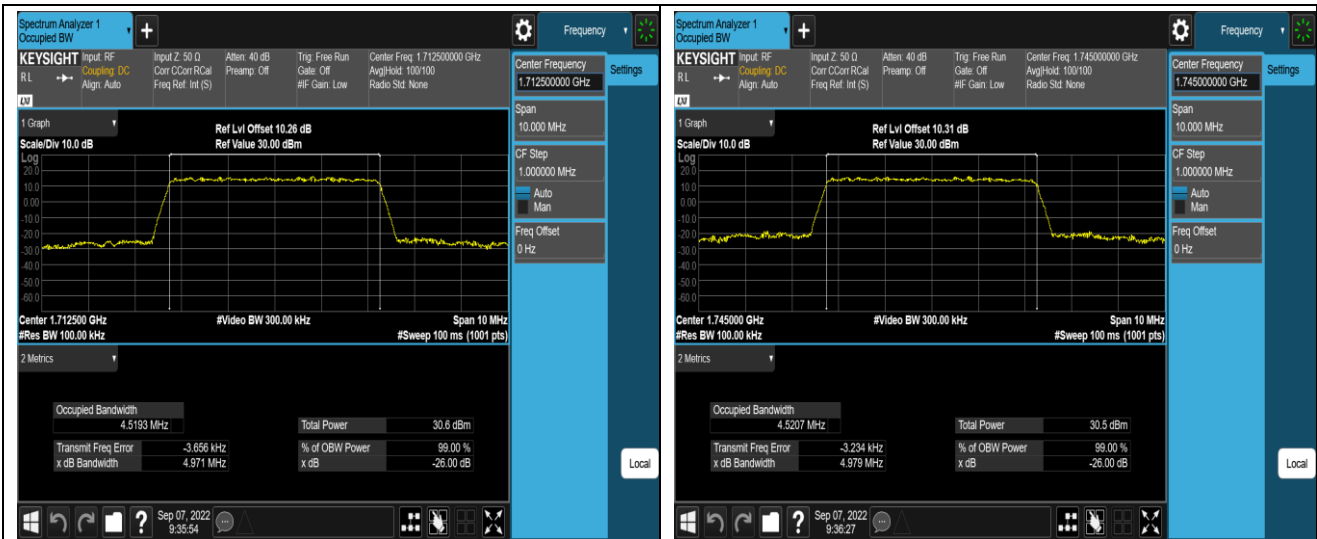 Spectrum Analyzer 1
Occupied BW
+
Frequency
KEYSIGHT Input: RF Input Z: 50 Ω Atten: 40 dB Trig: Free Run Center Freq: 1.712500000 GHz
RL Coupling: DC Corr CCorr RCal Preamp: Off Gate: Off Avg|Hold: 100/100
Align: Auto Freq Ref: Int (S) #IF Gain: Low Radio Std: None
LXI
Center Frequency
1.712500000 GHz
Settings
Span
10.000 MHz
CF Step
1.000000 MHz
Auto
Man
Freq Offset
0 Hz
Local
1 Graph
Ref Lvl Offset 10.26 dB
Scale/Div 10.0 dB Ref Value 30.00 dBm
Log
20.0
10.0
0.00
-10.0
-20.0
-30.0
-40.0
-50.0
-60.0
Center 1.712500 GHz #Video BW 300.00 kHz Span 10 MHz
#Res BW 100.00 kHz #Sweep 100 ms (1001 pts)
2 Metrics
Occupied Bandwidth
4.5193 MHz Total Power 30.6 dBm
Transmit Freq Error -3.656 kHz % of OBW Power 99.00 %
x dB Bandwidth 4.971 MHz x dB -26.00 dB
? Sep 07, 2022
9:35:54
Spectrum Analyzer 1
Occupied BW
+
Frequency
KEYSIGHT Input: RF Input Z: 50 Ω Atten: 40 dB Trig: Free Run Center Freq: 1.745000000 GHz
RL Coupling: DC Corr CCorr RCal Preamp: Off Gate: Off Avg|Hold: 100/100
Align: Auto Freq Ref: Int (S) #IF Gain: Low Radio Std: None
LXI
Center Frequency
1.745000000 GHz
Settings
Span
10.000 MHz
CF Step
1.000000 MHz
Auto
Man
Freq Offset
0 Hz
Local
1 Graph
Ref Lvl Offset 10.31 dB
Scale/Div 10.0 dB Ref Value 30.00 dBm
Log
20.0
10.0
0.00
-10.0
-20.0
-30.0
-40.0
-50.0
-60.0
Center 1.745000 GHz #Video BW 300.00 kHz Span 10 MHz
#Res BW 100.00 kHz #Sweep 100 ms (1001 pts)
2 Metrics
Occupied Bandwidth
4.5207 MHz Total Power 30.5 dBm
Transmit Freq Error -3.234 kHz % of OBW Power 99.00 %
x dB Bandwidth 4.979 MHz x dB -26.00 dB
? Sep 07, 2022
9:36:27